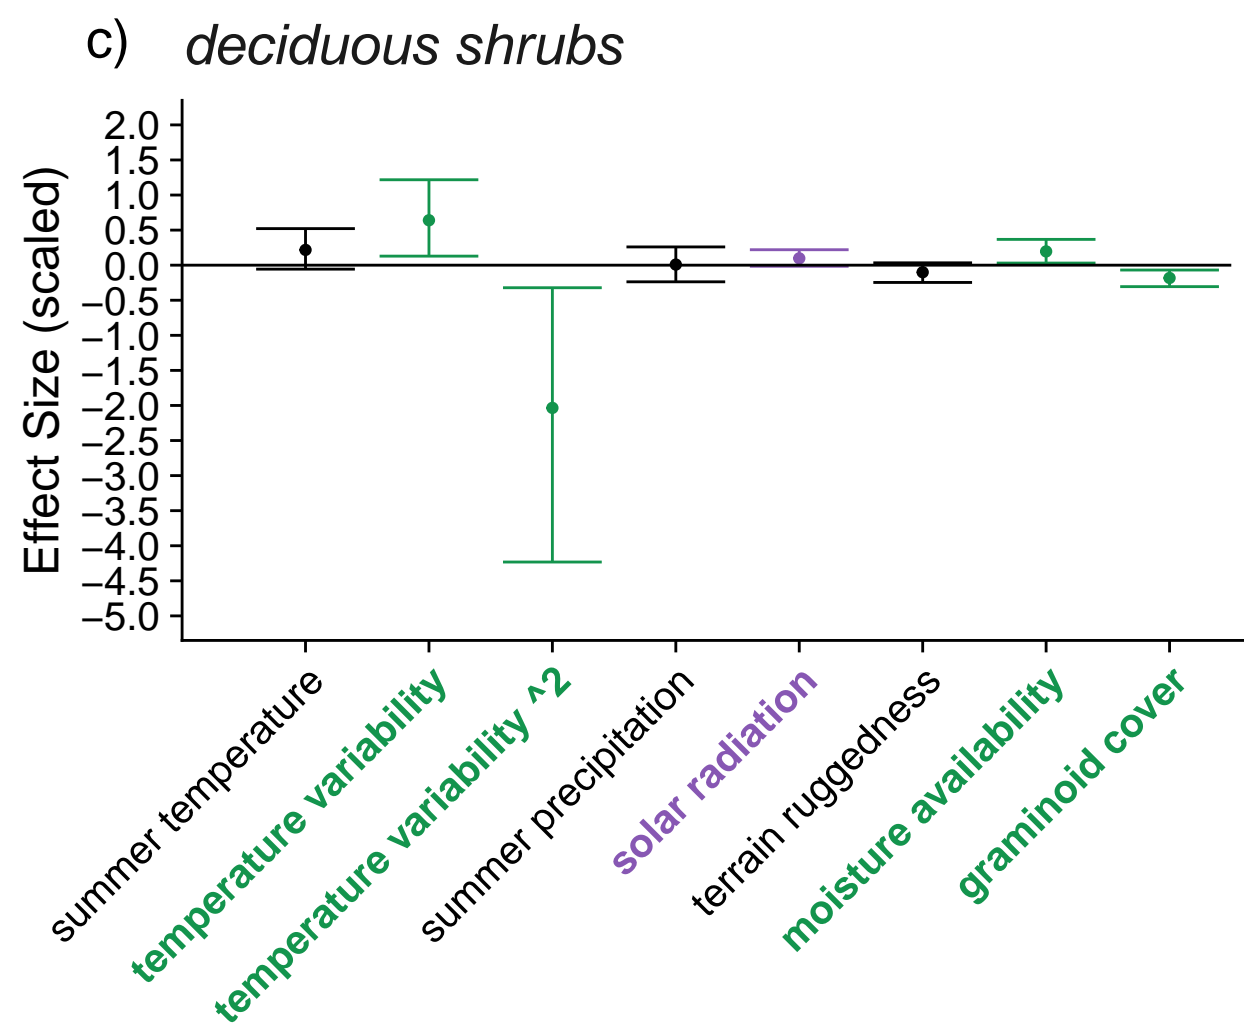 c) deciduous shrubs
Effect Size (scaled)
2.0
1.5
1.0
0.5
0.0
−0.5
−1.0
−1.5
−2.0
−2.5
−3.0
−3.5
−4.0
−4.5
−5.0
summer temperature
temperature variability
temperature variability ^2
summer precipitation
solar radiation
terrain ruggedness
moisture availability
graminoid cover